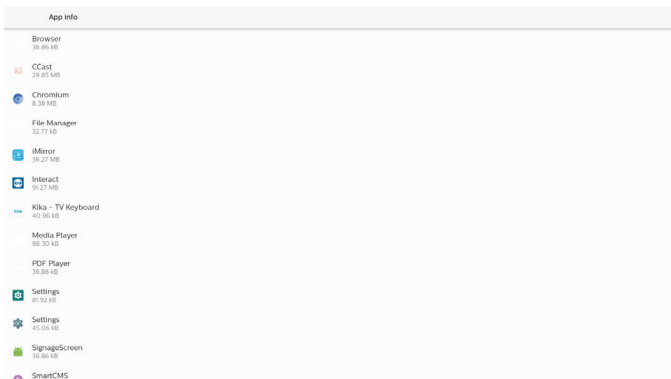 App info
Browser
36.86 kB
CCast
29.85 MB
Chromium
8.38 MB
File Manager
32.77 kB
iMirror
36.27 MB
Interact
91.27 MB
Kika - TV Keyboard
40.96 kB
Media Player
98.30 kB
PDF Player
36.86 kB
Settings
81.92 kB
Settings
45.06 kB
SignageScreen
36.86 kB
SmartCMS